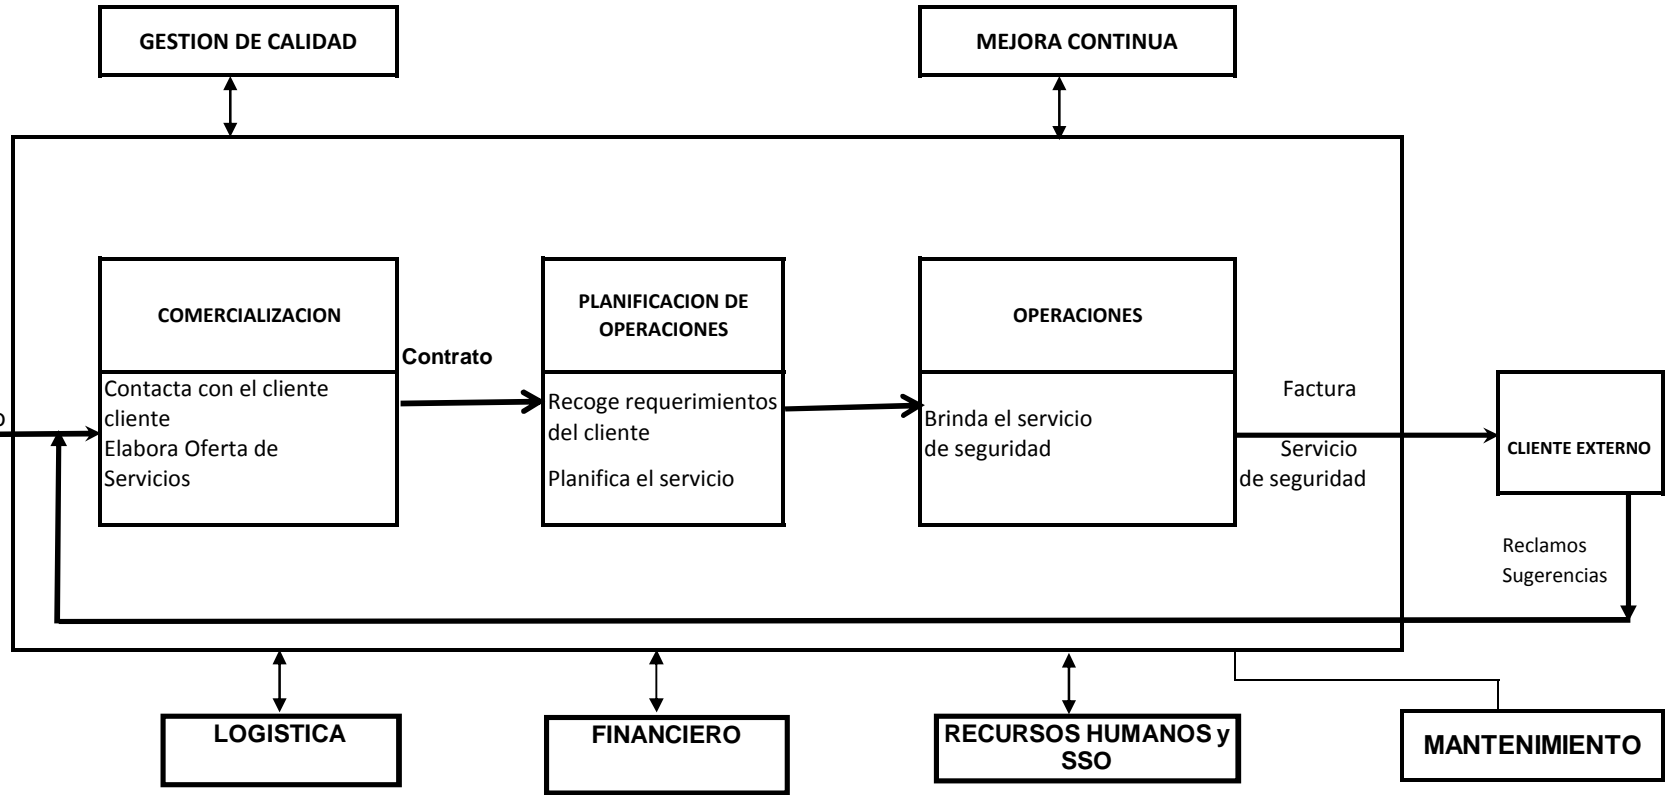 GESTION DE CALIDAD
MEJORA CONTINUA
COMERCIALIZACION
Contacta con el cliente
cliente
Elabora Oferta de
Servicios
Contrato
PLANIFICACION DE
OPERACIONES
Recoge requerimientos
del cliente
Planifica el servicio
OPERACIONES
Brinda el servicio
de seguridad
Factura
Servicio
de seguridad
CLIENTE EXTERNO
Reclamos
Sugerencias
LOGISTICA
FINANCIERO
RECURSOS HUMANOS y
SSO
MANTENIMIENTO